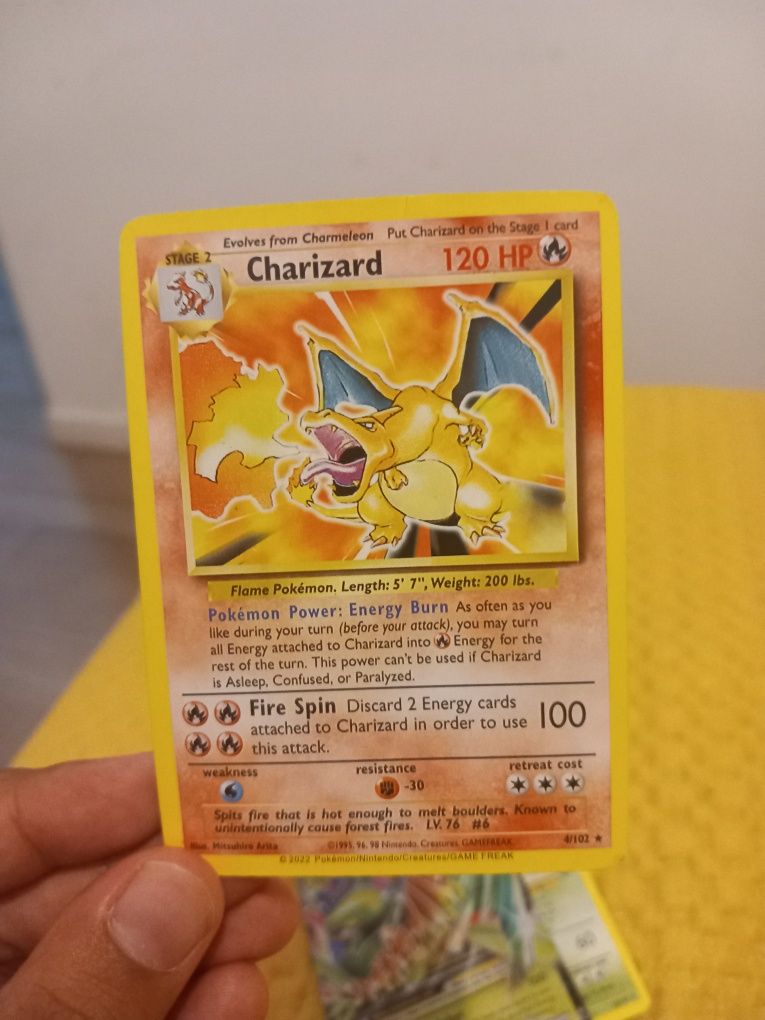 Evolves from Charmeleon Put Charizard on the Stage 1 card
STAGE 2
Charizard 120 HP
Flame Pokémon. Length: 5' 7", Weight: 200 lbs.
Pokémon Power: Energy Burn As often as you
like during your turn (before your attack), you may turn
all Energy attached to Charizard into Energy for the
rest of the turn. This power can't be used if Charizard
is Asleep, Confused, or Paralyzed.
Fire Spin Discard 2 Energy cards
attached to Charizard in order to use
this attack.
100
weakness resistance retreat cost
-30
Spits fire that is hot enough to melt boulders. Known to
unintentionally cause forest fires. LV. 76 #6
Illus. Mitsuhiro Arita ©1995, 96, 98 Nintendo, Creatures, GAMEFREAK. 4/102 ★
© 2022 Pokémon/Nintendo/Creatures/GAME FREAK